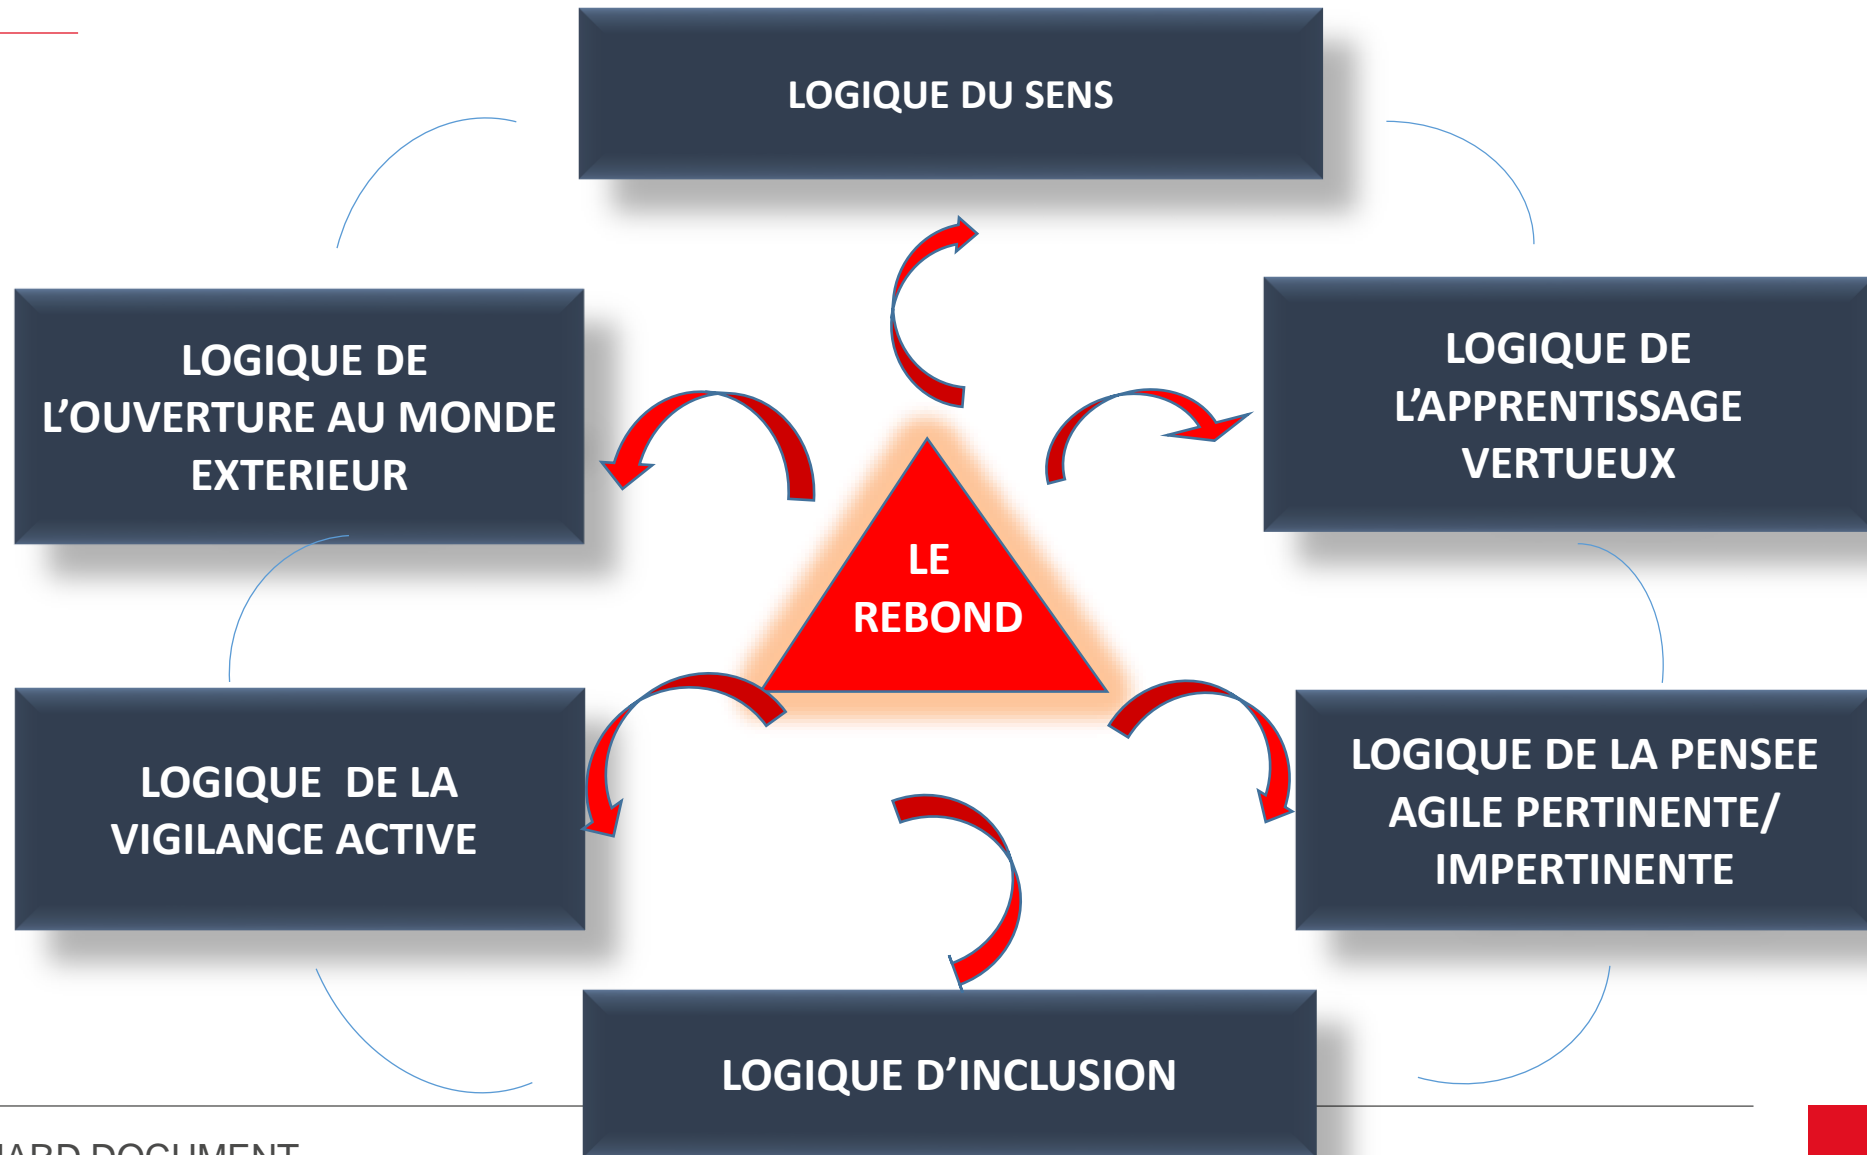 LOGIQUE DU SENS
LOGIQUE DE
L’OUVERTURE AU MONDE
EXTERIEUR
LOGIQUE DE
L’APPRENTISSAGE
VERTUEUX
LE
REBOND
LOGIQUE DE LA
VIGILANCE ACTIVE
LOGIQUE DE LA PENSEE
AGILE PERTINENTE/
IMPERTINENTE
LOGIQUE D’INCLUSION
DOCUMENT